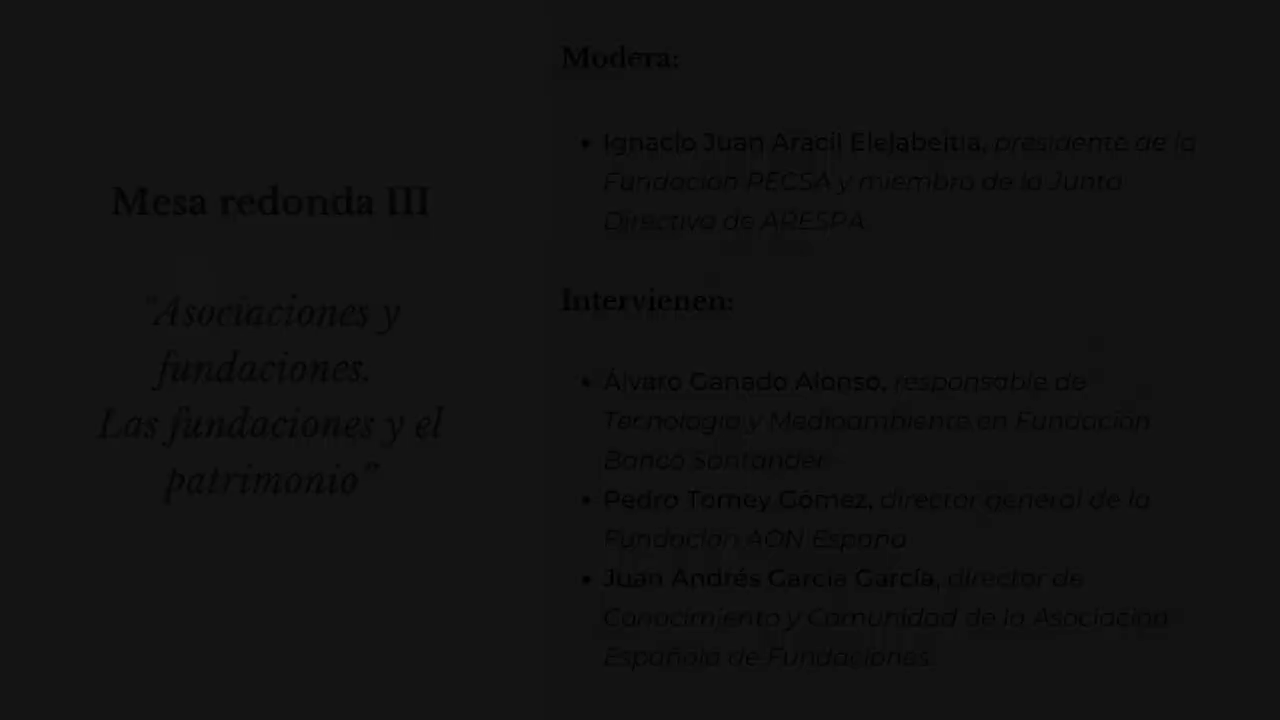 Mesa redonda III
"Asociaciones y
fundaciones.
Las fundaciones y el
patrimonio”
Modera:
• Ignacio Juan Aracil Elejabeitia, presidente de la
Fundación RECSA y miembro de la Junta
Directiva de ARESPA
Intervienen:
• Álvaro Ganado Alonso, responsable de
Tecnología y Medioambiente en Fundación
Banco Santander
• Pedro Tomey Gómez, director general de la
Fundación AON España
• Juan Andrés García García, director de
Conocimiento y Comunidad de la Asociación
Española de Fundaciones.